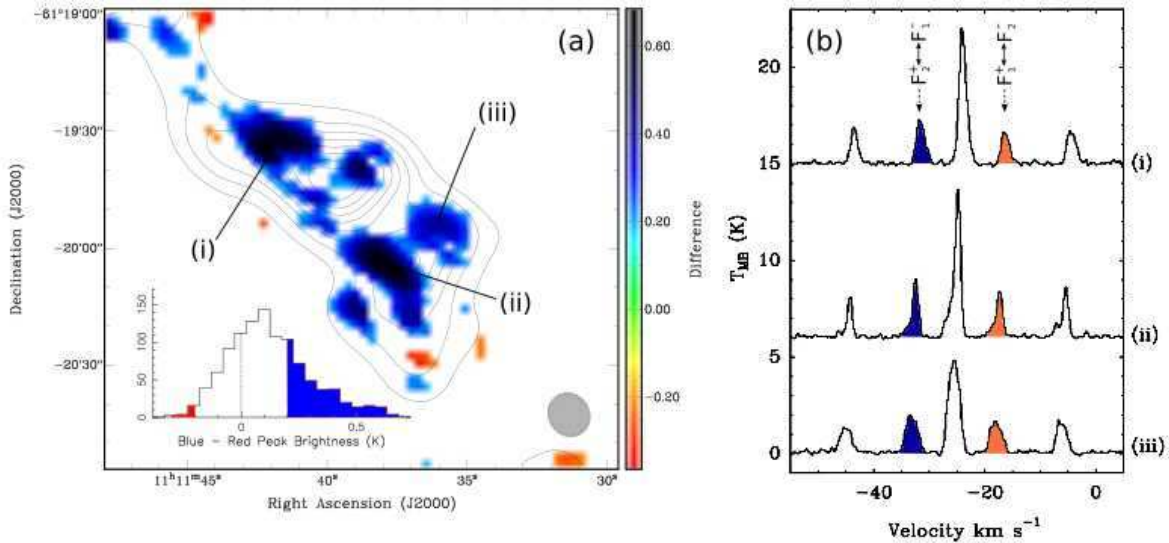 (a)
-61°19'00"
-19'30"
-20'00"
-20'30"
Declination (J2000)
(i)
(ii)
(iii)
0
50
100
150
0
0.5
Blue - Red Peak Brightness (K)
11ʰ11ᵐ45ˢ
40ˢ
35ˢ
30ˢ
Right Ascension (J2000)
0.60
0.40
0.20
0.00
-0.20
Difference
(b)
F₂⁺ ↔ F₁⁻
20
15
10
5
0
T_MB (K)
(i)
(ii)
(iii)
-40
-20
0
Velocity km s⁻¹